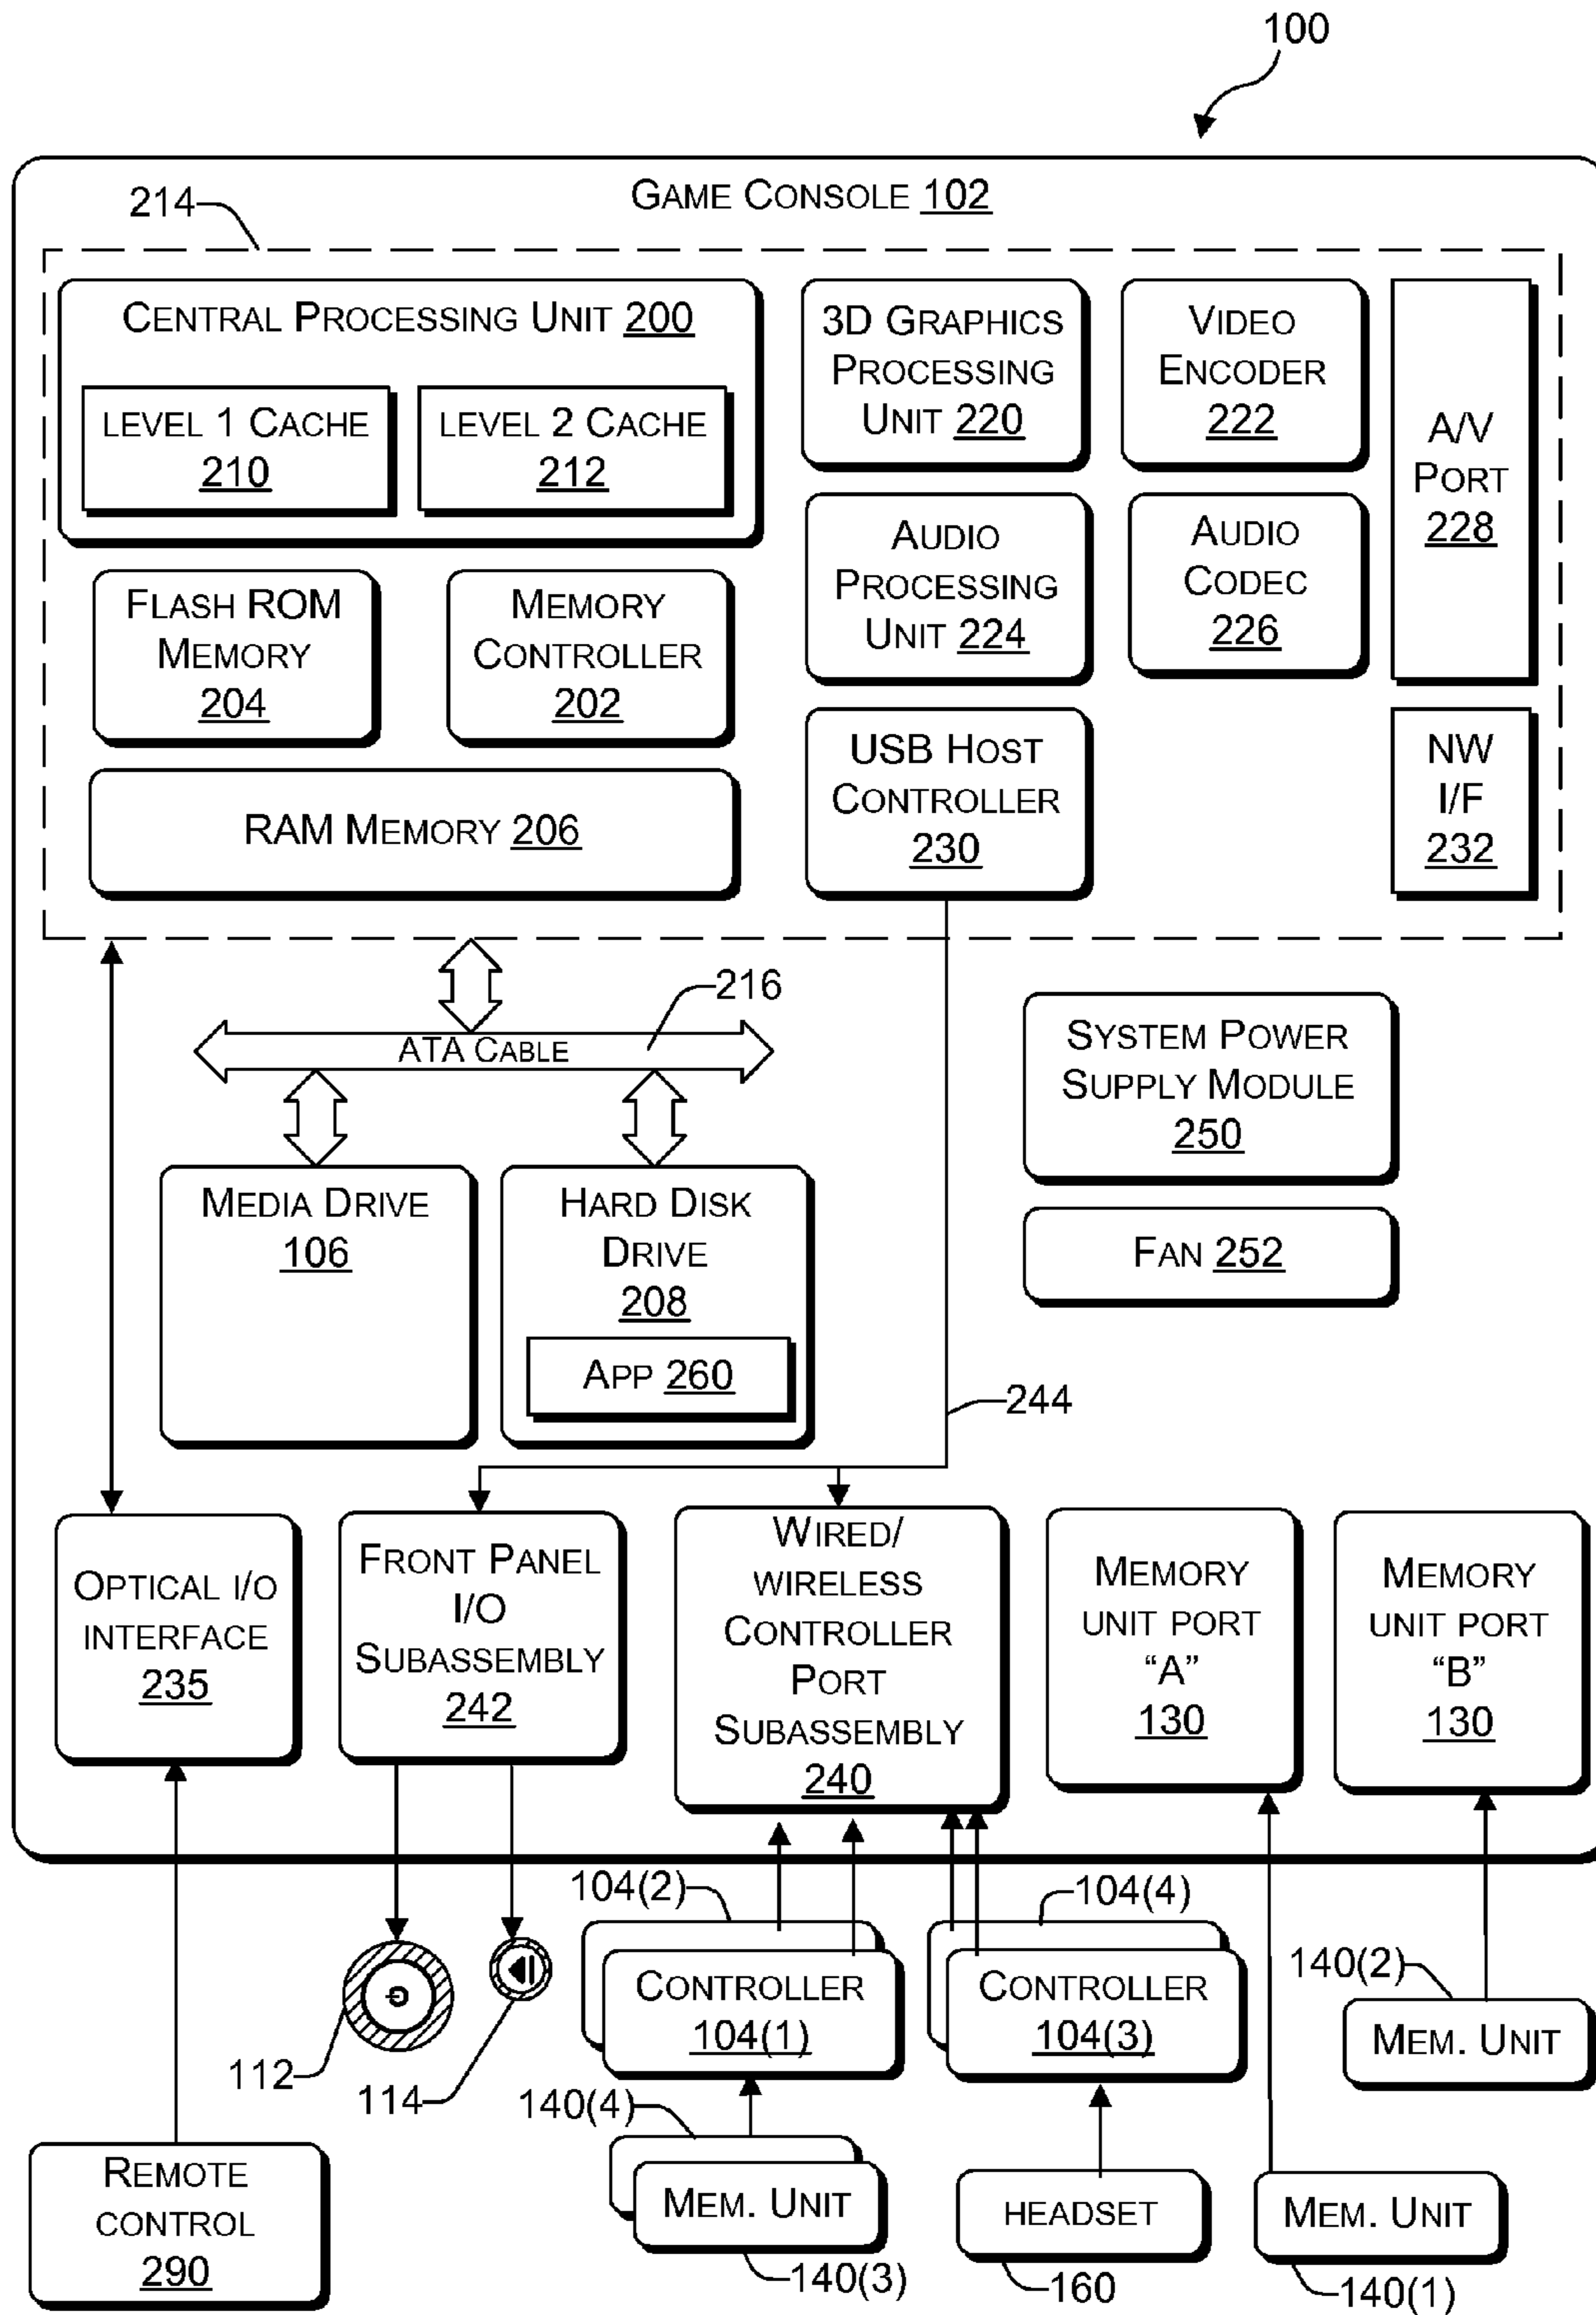 100
GAME CONSOLE 102
214
CENTRAL PROCESSING UNIT 200
LEVEL 1 CACHE
210
LEVEL 2 CACHE
212
3D GRAPHICS
PROCESSING
UNIT 220
VIDEO
ENCODER
222
A/V
PORT
228
AUDIO
PROCESSING
UNIT 224
AUDIO
CODEC
226
FLASH ROM
MEMORY
204
MEMORY
CONTROLLER
202
USB HOST
CONTROLLER
230
NW
I/F
232
RAM MEMORY 206
216
ATA CABLE
SYSTEM POWER
SUPPLY MODULE
250
MEDIA DRIVE
106
HARD DISK
DRIVE
208
APP 260
FAN 252
244
OPTICAL I/O
INTERFACE
235
FRONT PANEL
I/O
SUBASSEMBLY
242
WIRED/
WIRELESS
CONTROLLER
PORT
SUBASSEMBLY
240
MEMORY
UNIT PORT
“A”
130
MEMORY
UNIT PORT
“B”
130
104(2)
104(4)
CONTROLLER
104(1)
CONTROLLER
104(3)
140(2)
MEM. UNIT
112
114
140(4)
REMOTE
CONTROL
290
MEM. UNIT
140(3)
HEADSET
160
MEM. UNIT
140(1)